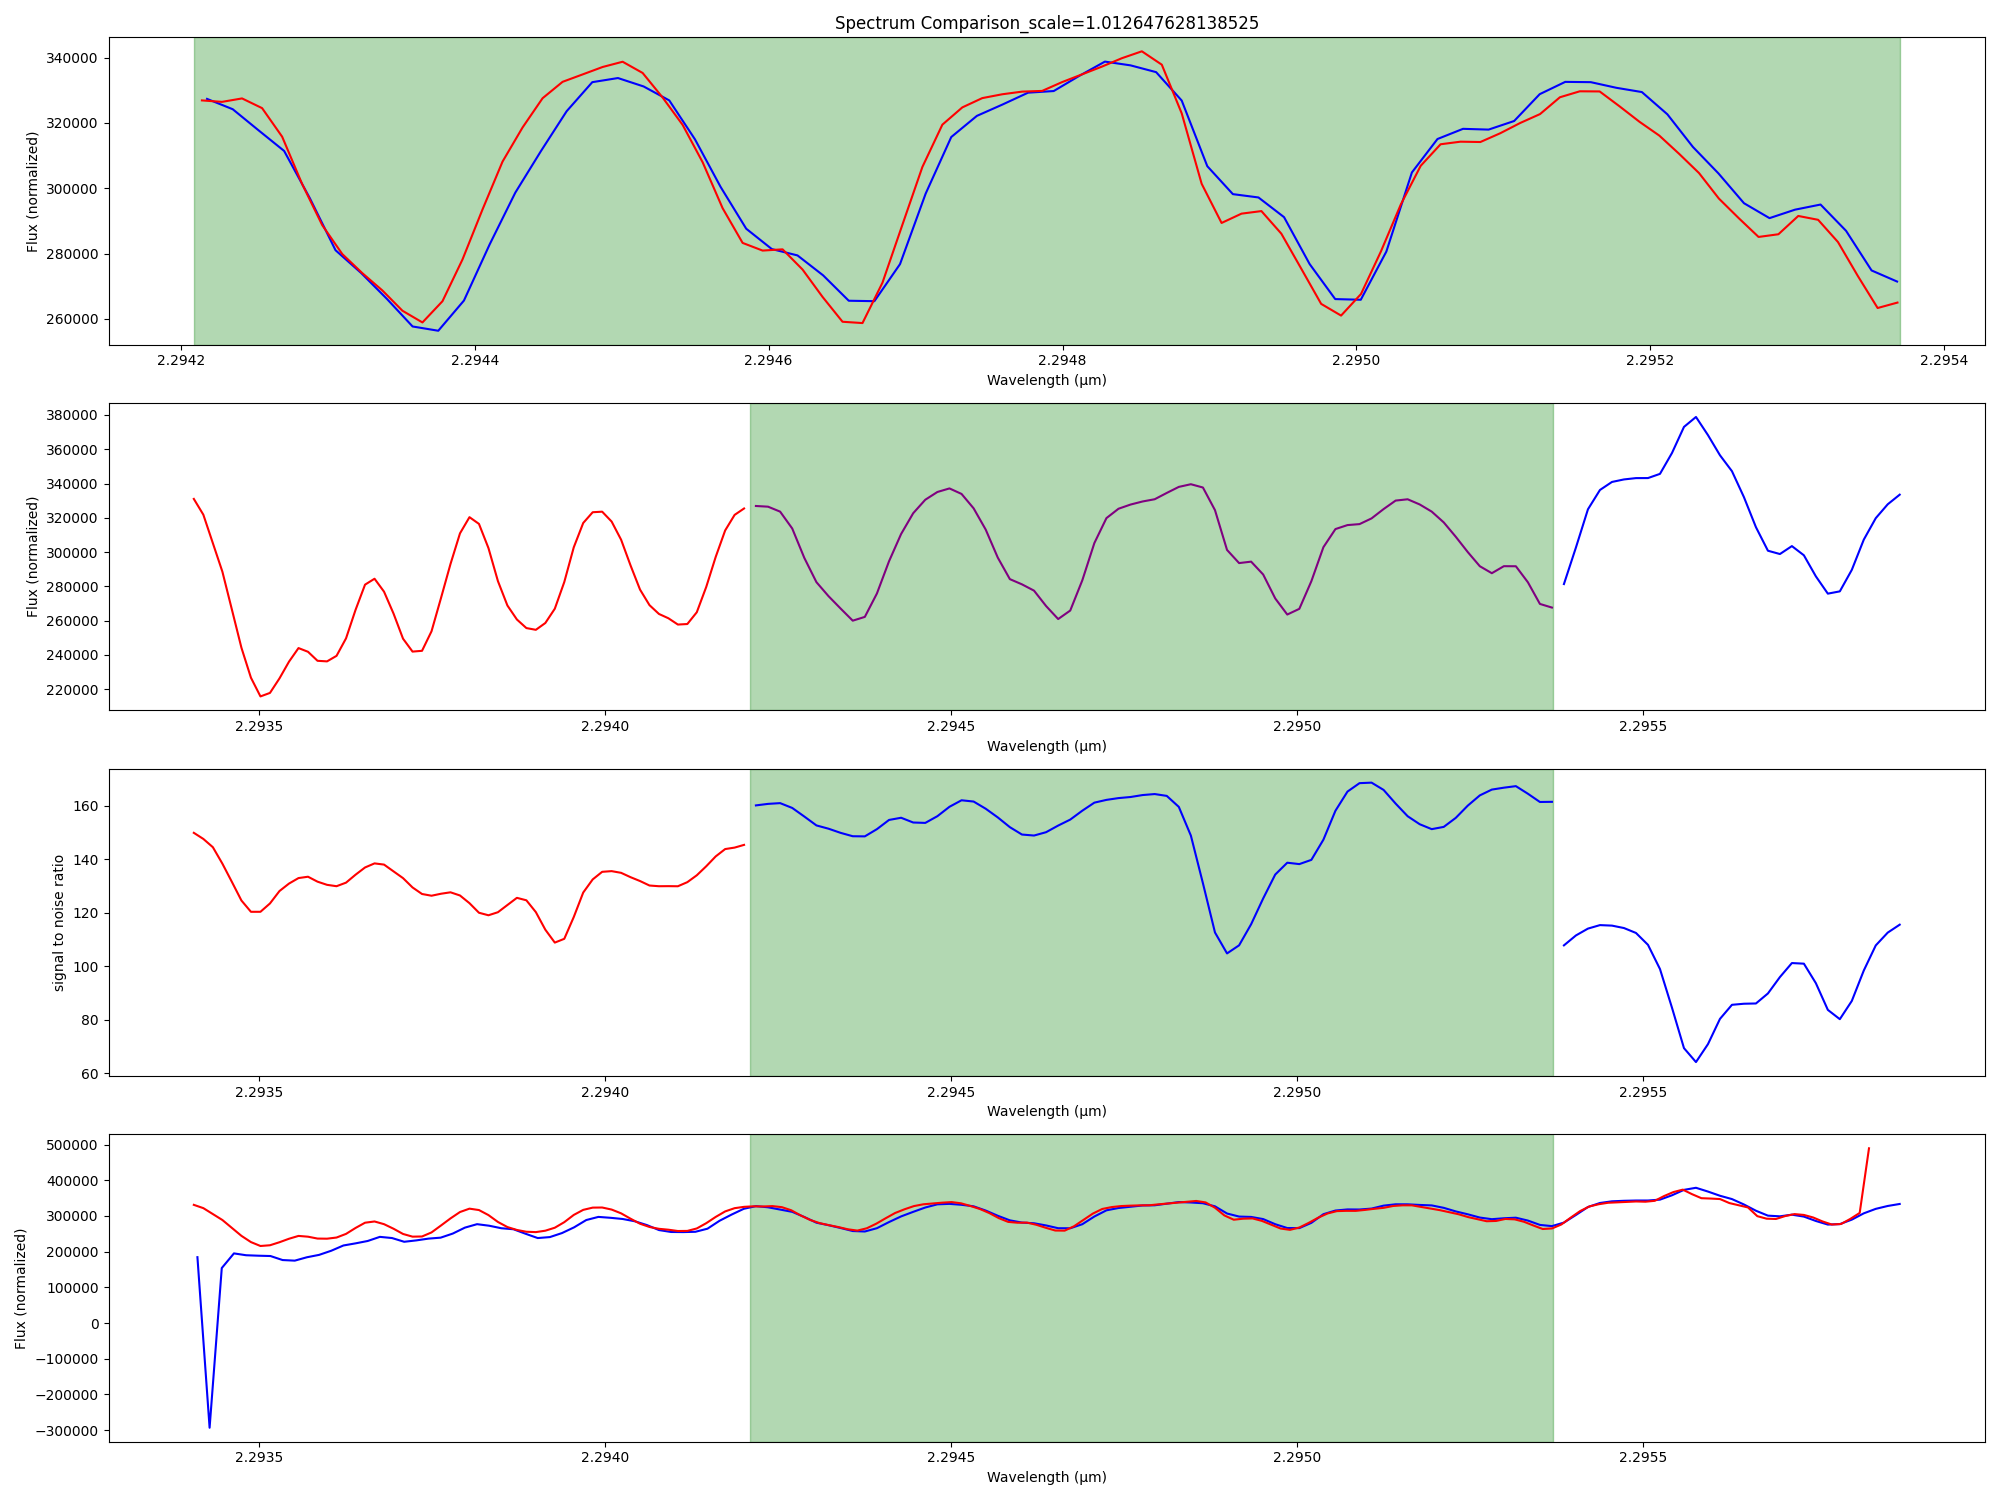 Spectrum Comparison_scale=1.012647628138525
Flux (normalized)
340000
320000
300000
280000
260000
2.2942 2.2944 2.2946 2.2948 2.2950 2.2952 2.2954
Wavelength (μm)
Flux (normalized)
380000
360000
340000
320000
300000
280000
260000
240000
220000
2.2935 2.2940 2.2945 2.2950 2.2955
Wavelength (μm)
signal to noise ratio
160
140
120
100
80
60
2.2935 2.2940 2.2945 2.2950 2.2955
Wavelength (μm)
Flux (normalized)
500000
400000
300000
200000
100000
0
−100000
−200000
−300000
2.2935 2.2940 2.2945 2.2950 2.2955
Wavelength (μm)